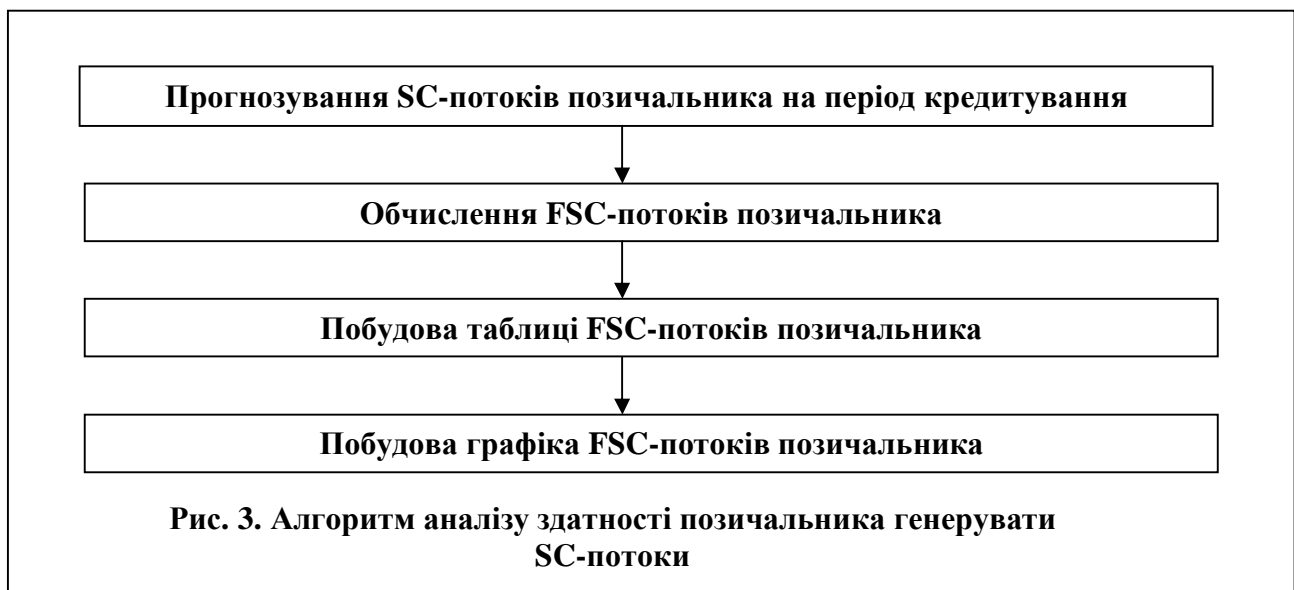 Прогнозування SC-потоків позичальника на період кредитування
Обчислення FSC-потоків позичальника
Побудова таблиці FSC-потоків позичальника
Побудова графіка FSC-потоків позичальника
Рис. 3. Алгоритм аналізу здатності позичальника генерувати
SC-потоки